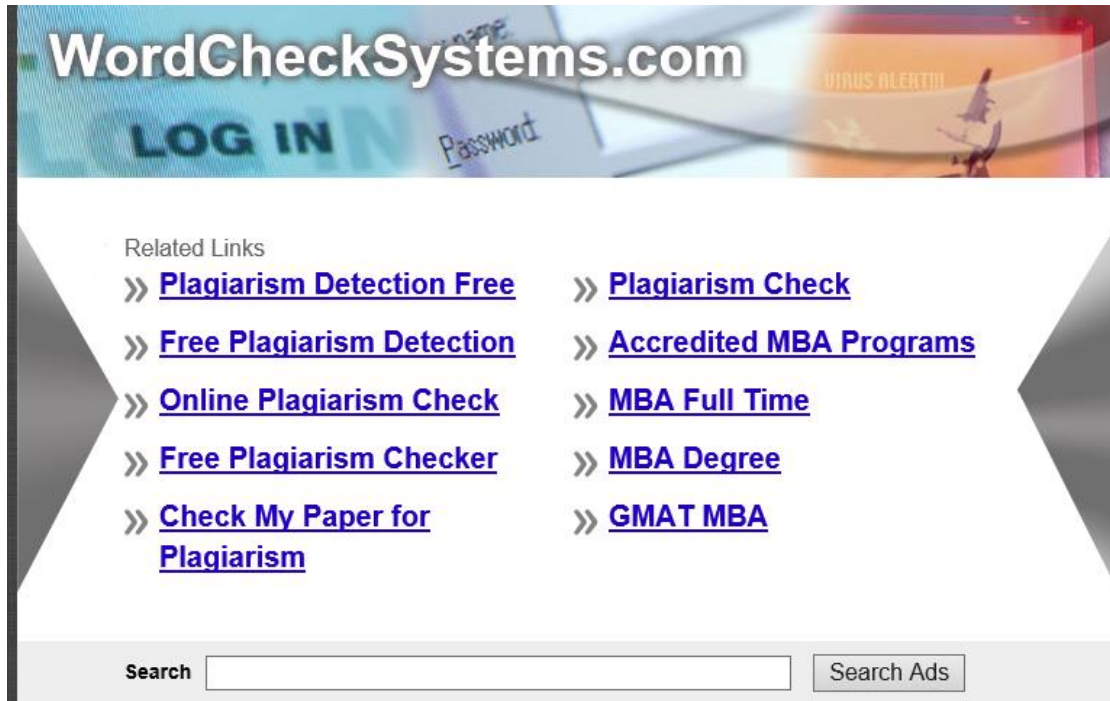 WordCheckSystems.com
name:
VIRUS ALERT!!!
LOG IN
Password:
Related Links
Plagiarism Detection Free
Plagiarism Check
Free Plagiarism Detection
Accredited MBA Programs
Online Plagiarism Check
MBA Full Time
Free Plagiarism Checker
MBA Degree
Check My Paper for
Plagiarism
GMAT MBA
Search
Search Ads